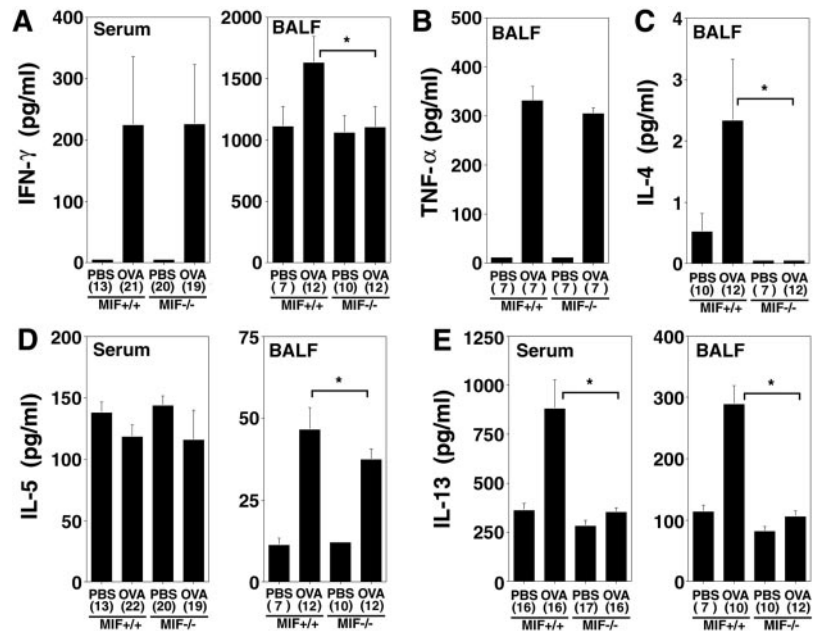 A
Serum
IFN-γ (pg/ml)
400
300
200
100
0
PBS OVA PBS OVA
(13) (21) (20) (19)
MIF+/+ MIF-/-
BALF
*
2000
1500
1000
500
0
PBS OVA PBS OVA
( 7 ) (12) (10) (12)
MIF+/+ MIF-/-
B
BALF
TNF-α (pg/ml)
500
400
300
200
100
0
PBS OVA PBS OVA
( 7 ) ( 7 ) ( 7 ) ( 7 )
MIF+/+ MIF-/-
C
BALF
*
IL-4 (pg/ml)
4
3
2
1
0
PBS OVA PBS OVA
(10) (12) ( 7 ) (12)
MIF+/+ MIF-/-
D
Serum
IL-5 (pg/ml)
200
150
100
50
0
PBS OVA PBS OVA
(13) (22) (20) (19)
MIF+/+ MIF-/-
BALF
*
75
50
25
0
PBS OVA PBS OVA
( 7 ) (12) (10) (12)
MIF+/+ MIF-/-
E
Serum
*
IL-13 (pg/ml)
1250
1000
750
500
250
0
PBS OVA PBS OVA
(16) (16) (17) (16)
MIF+/+ MIF-/-
BALF
*
400
300
200
100
0
PBS OVA PBS OVA
( 7 ) (10) (10) (12)
MIF+/+ MIF-/-